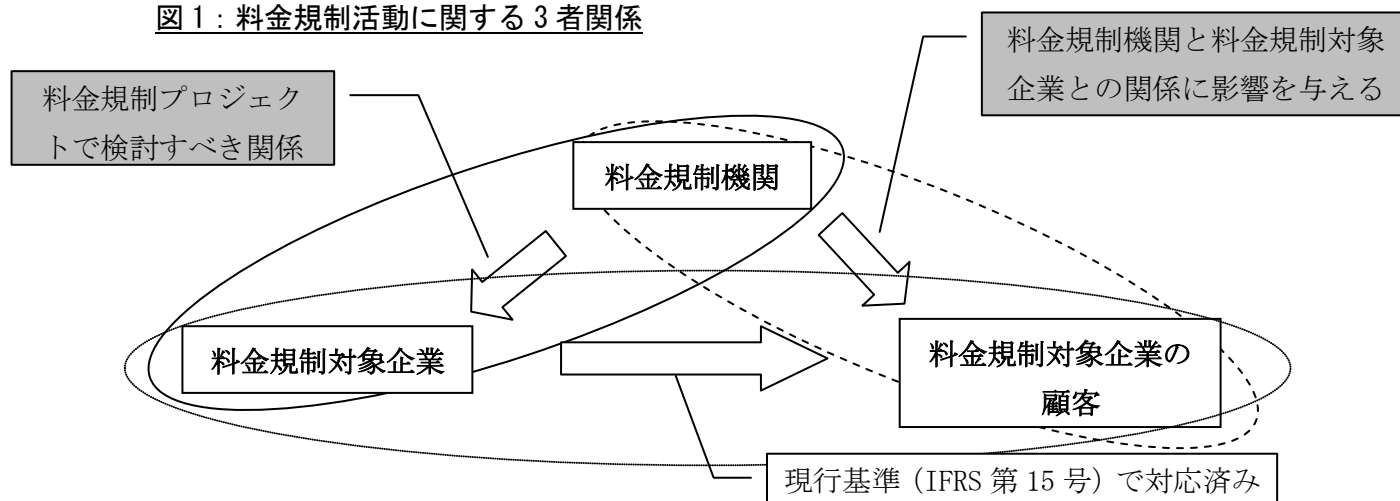 図1：料金規制活動に関する3者関係
料金規制機関と料金規制対象
企業との関係に影響を与える
料金規制プロジェク
トで検討すべき関係
料金規制機関
料金規制対象企業
料金規制対象企業の
顧客
現行基準（IFRS 第 15 号）で対応済み